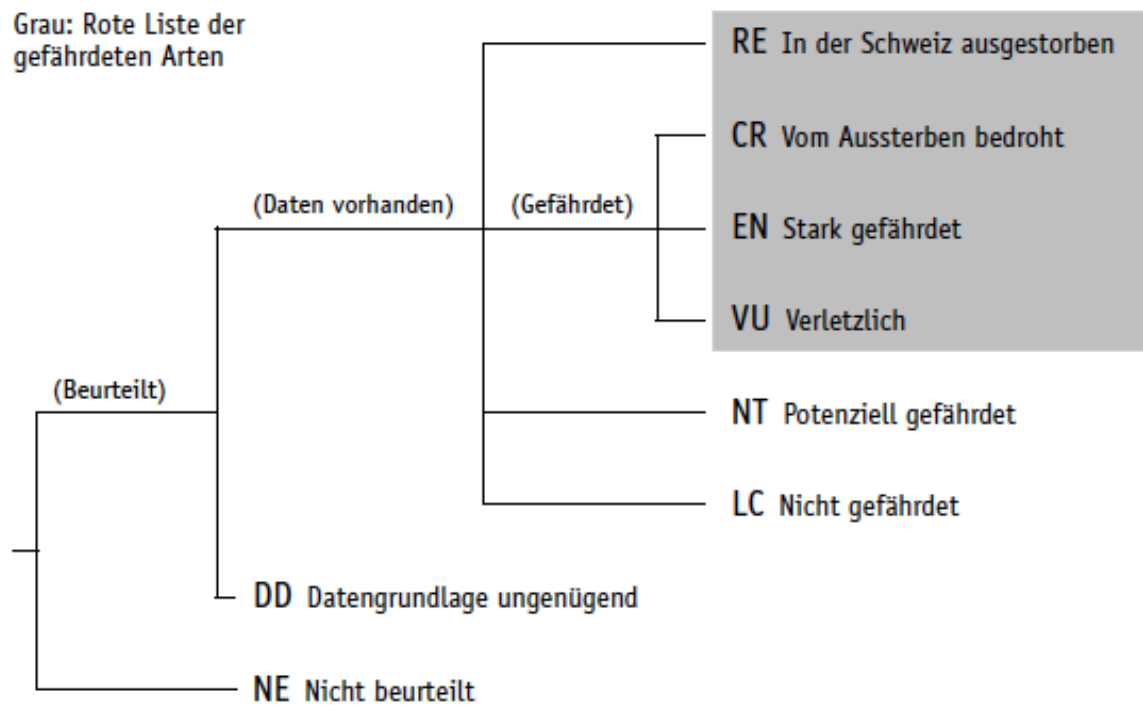 Grau: Rote Liste der
gefährdeten Arten
RE In der Schweiz ausgestorben
CR Vom Aussterben bedroht
(Daten vorhanden)
(Gefährdet)
EN Stark gefährdet
VU Verletzlich
(Beurteilt)
NT Potenziell gefährdet
LC Nicht gefährdet
DD Datengrundlage ungenügend
NE Nicht beurteilt